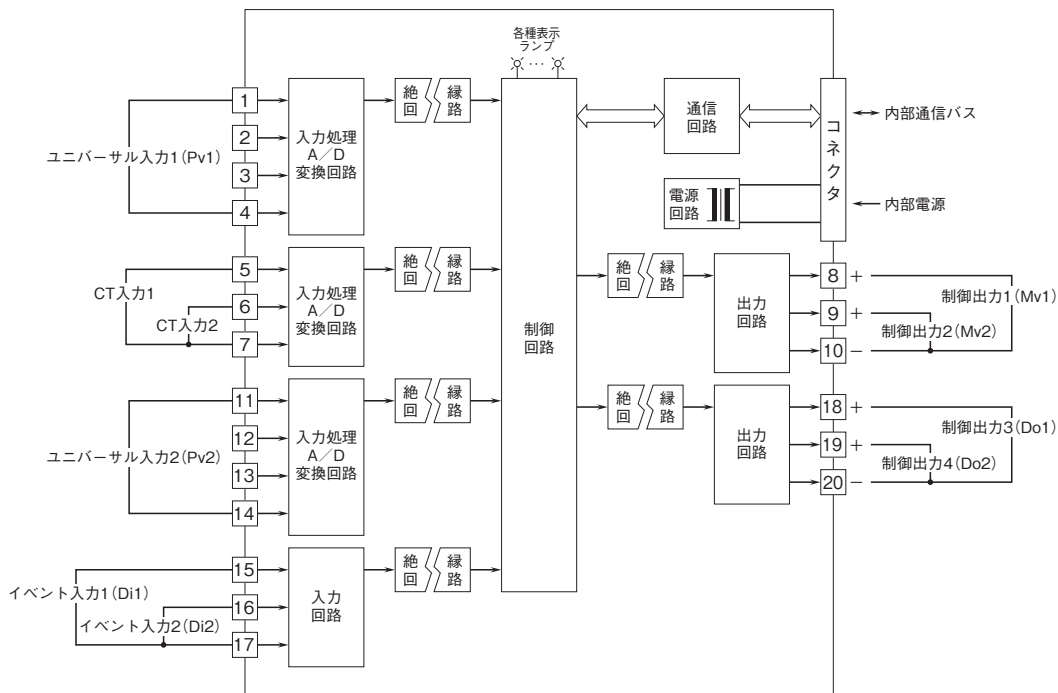 各種表示
ランプ
…
1
2
3
4
ユニバーサル入力1(Pv1)
入力処理
A/D
変換回路
絶縁
回路
5
6
7
CT入力1
CT入力2
入力処理
A/D
変換回路
絶縁
回路
11
12
13
14
ユニバーサル入力2(Pv2)
入力処理
A/D
変換回路
絶縁
回路
15
16
17
イベント入力1(Di1)
イベント入力2(Di2)
入力
回路
絶縁
回路
制御
回路
通信
回路
電源
回路
コネクタ
内部通信バス
内部電源
絶縁
回路
出力
回路
8 +
9 +
10 −
制御出力1(Mv1)
制御出力2(Mv2)
絶縁
回路
出力
回路
18 +
19 +
20 −
制御出力3(Do1)
制御出力4(Do2)